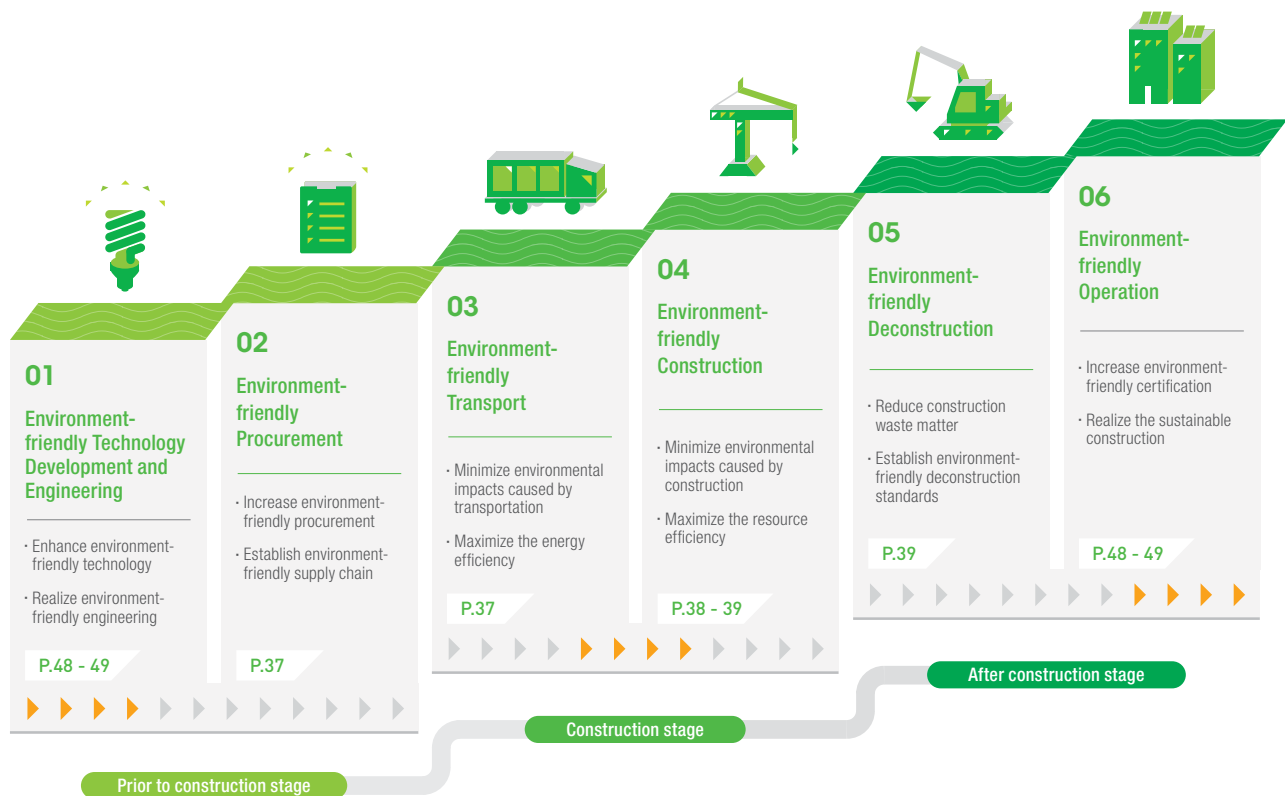 01
Environment-
friendly Technology
Development and
Engineering
· Enhance environment-
friendly technology
· Realize environment-
friendly engineering
P.48 - 49
02
Environment-
friendly
Procurement
· Increase environment-
friendly procurement
· Establish environment-
friendly supply chain
P.37
03
Environment-
friendly
Transport
· Minimize environmental
impacts caused by
transportation
· Maximize the energy
efficiency
P.37
04
Environment-
friendly
Construction
· Minimize environmental
impacts caused by
construction
· Maximize the resource
efficiency
P.38 - 39
05
Environment-
friendly
Deconstruction
· Reduce construction
waste matter
· Establish environment-
friendly deconstruction
standards
P.39
06
Environment-
friendly
Operation
· Increase environment-
friendly certification
· Realize the sustainable
construction
P.48 - 49
Prior to construction stage
Construction stage
After construction stage